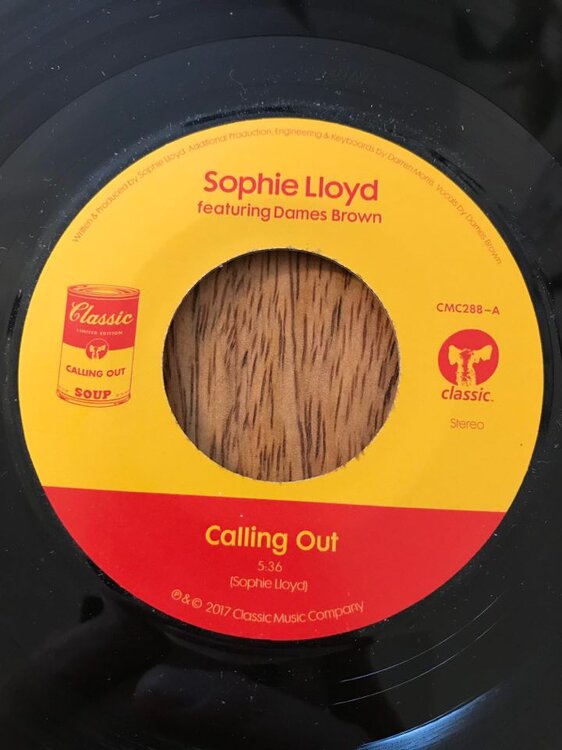 Written & Produced by Sophie Lloyd. Additional Production, Engineering & Keyboards by Darren Morris. Vocals by Dames Brown.
Sophie Lloyd
featuring Dames Brown
CMC288-A
Classic
LIMITED EDITION
CALLING OUT
SOUP
classic.
Stereo
Calling Out
5:36
(Sophie Lloyd)
℗ & © 2017 Classic Music Company